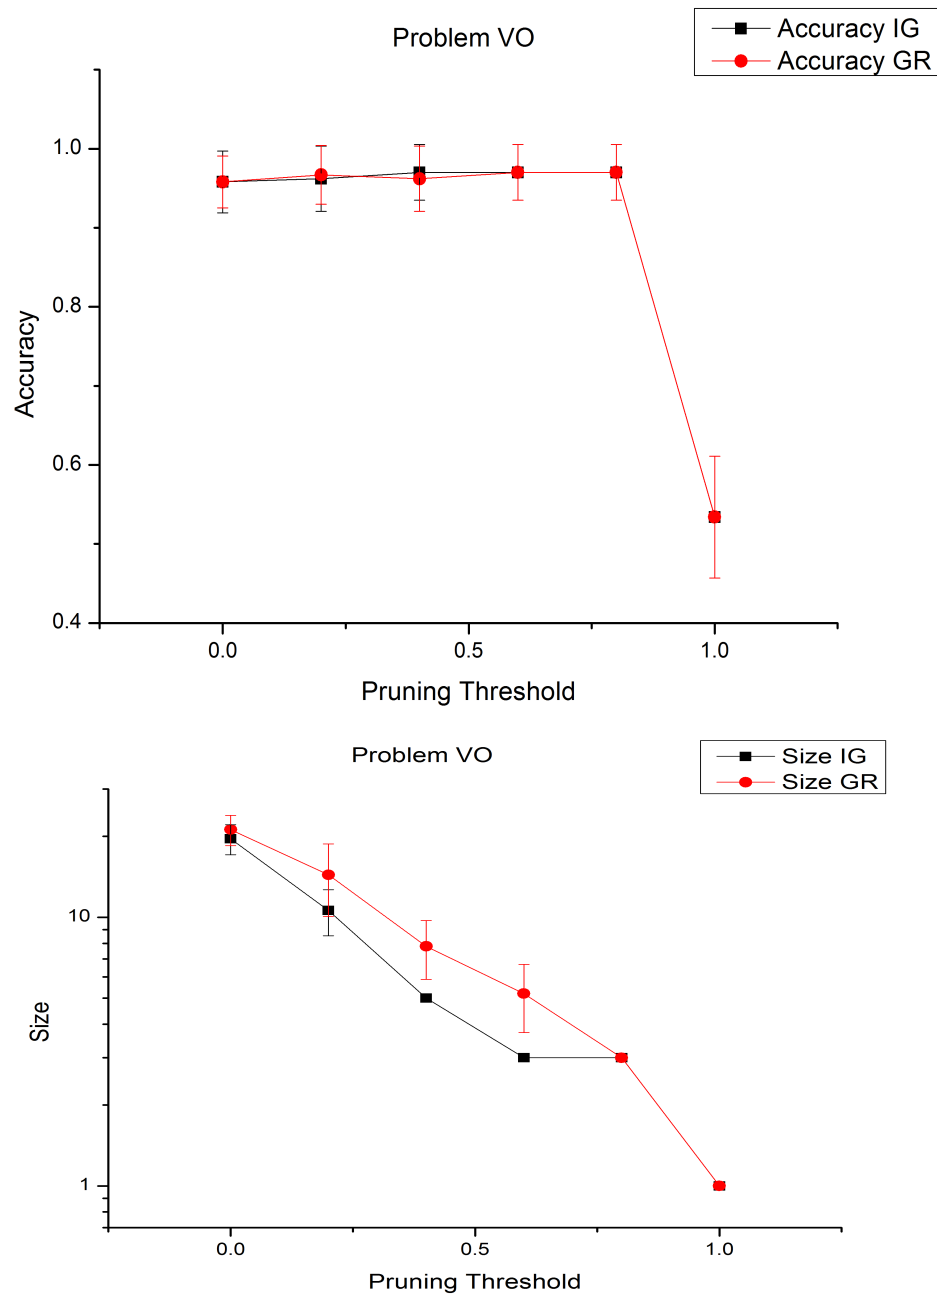 Problem VO
Accuracy IG
Accuracy GR
1.0
0.8
0.6
0.4
Accuracy
0.0 0.5 1.0
Pruning Threshold
Problem VO
Size IG
Size GR
10
1
Size
0.0 0.5 1.0
Pruning Threshold